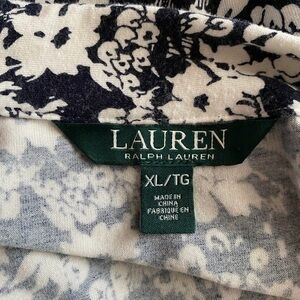 LAUREN
RALPH LAUREN
XL/TG
MADE IN
CHINA
FABRIQUÉ EN
CHINE